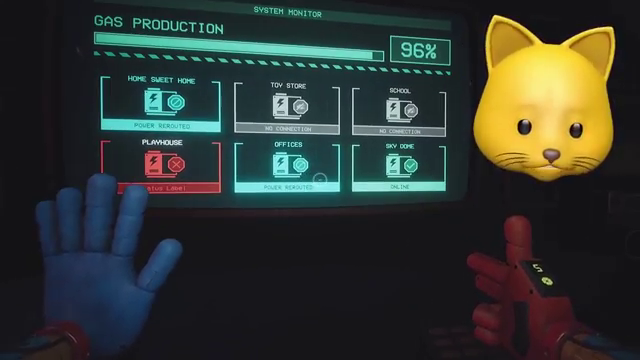 SYSTEM MONITOR
GAS PRODUCTION
96%
HOME SWEET HOME
TOY STORE
SCHOOL
POWER REROUTED
NO CONNECTION
NO CONNECTION
PLAYHOUSE
OFFICES
SKY DOME
Label
POWER REROUTED
ONLINE